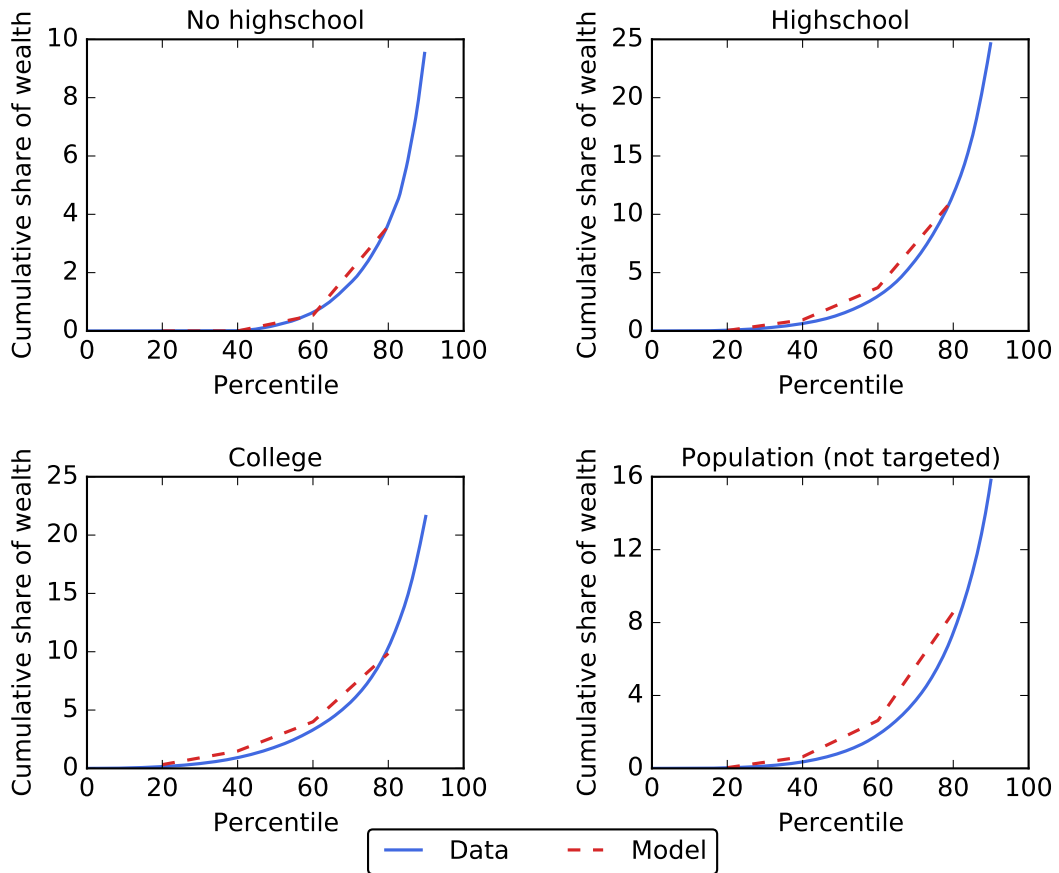 No highschool
Cumulative share of wealth
10
8
6
4
2
0
0 20 40 60 80 100
Percentile
Highschool
Cumulative share of wealth
25
20
15
10
5
0
0 20 40 60 80 100
Percentile
College
Cumulative share of wealth
25
20
15
10
5
0
0 20 40 60 80 100
Percentile
Population (not targeted)
Cumulative share of wealth
16
12
8
4
0
0 20 40 60 80 100
Percentile
Data Model